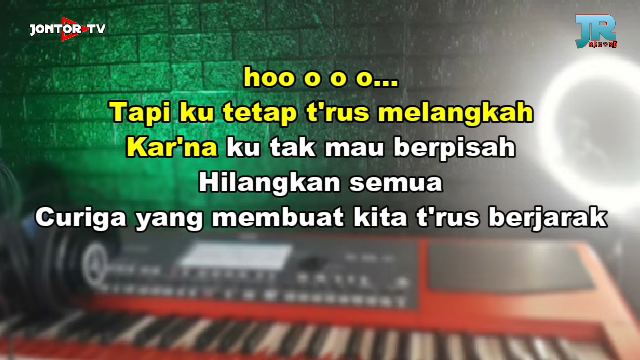 JONTOR TV
JR
hoo o o o...
Tapi ku tetap t'rus melangkah
Kar'na ku tak mau berpisah
Hilangkan semua
Curiga yang membuat kita t'rus berjarak